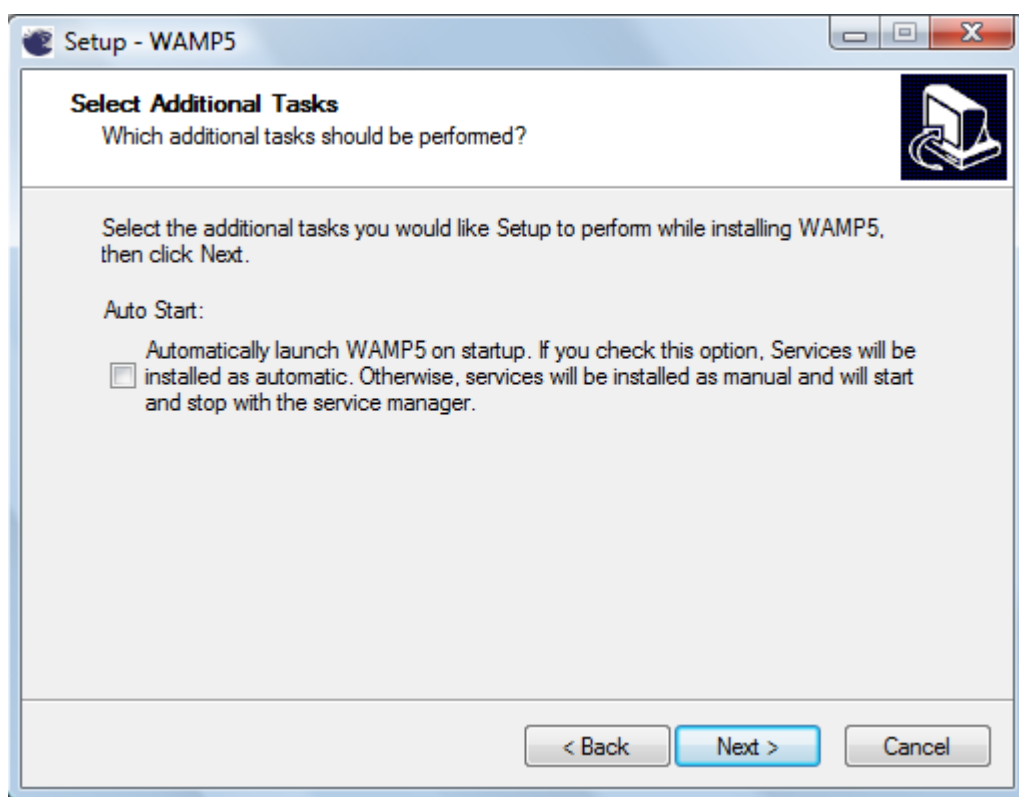 Setup - WAMP5
Select Additional Tasks
Which additional tasks should be performed?
Select the additional tasks you would like Setup to perform while installing WAMP5,
then click Next.
Auto Start:
Automatically launch WAMP5 on startup. If you check this option, Services will be
installed as automatic. Otherwise, services will be installed as manual and will start
and stop with the service manager.
< Back Next > Cancel